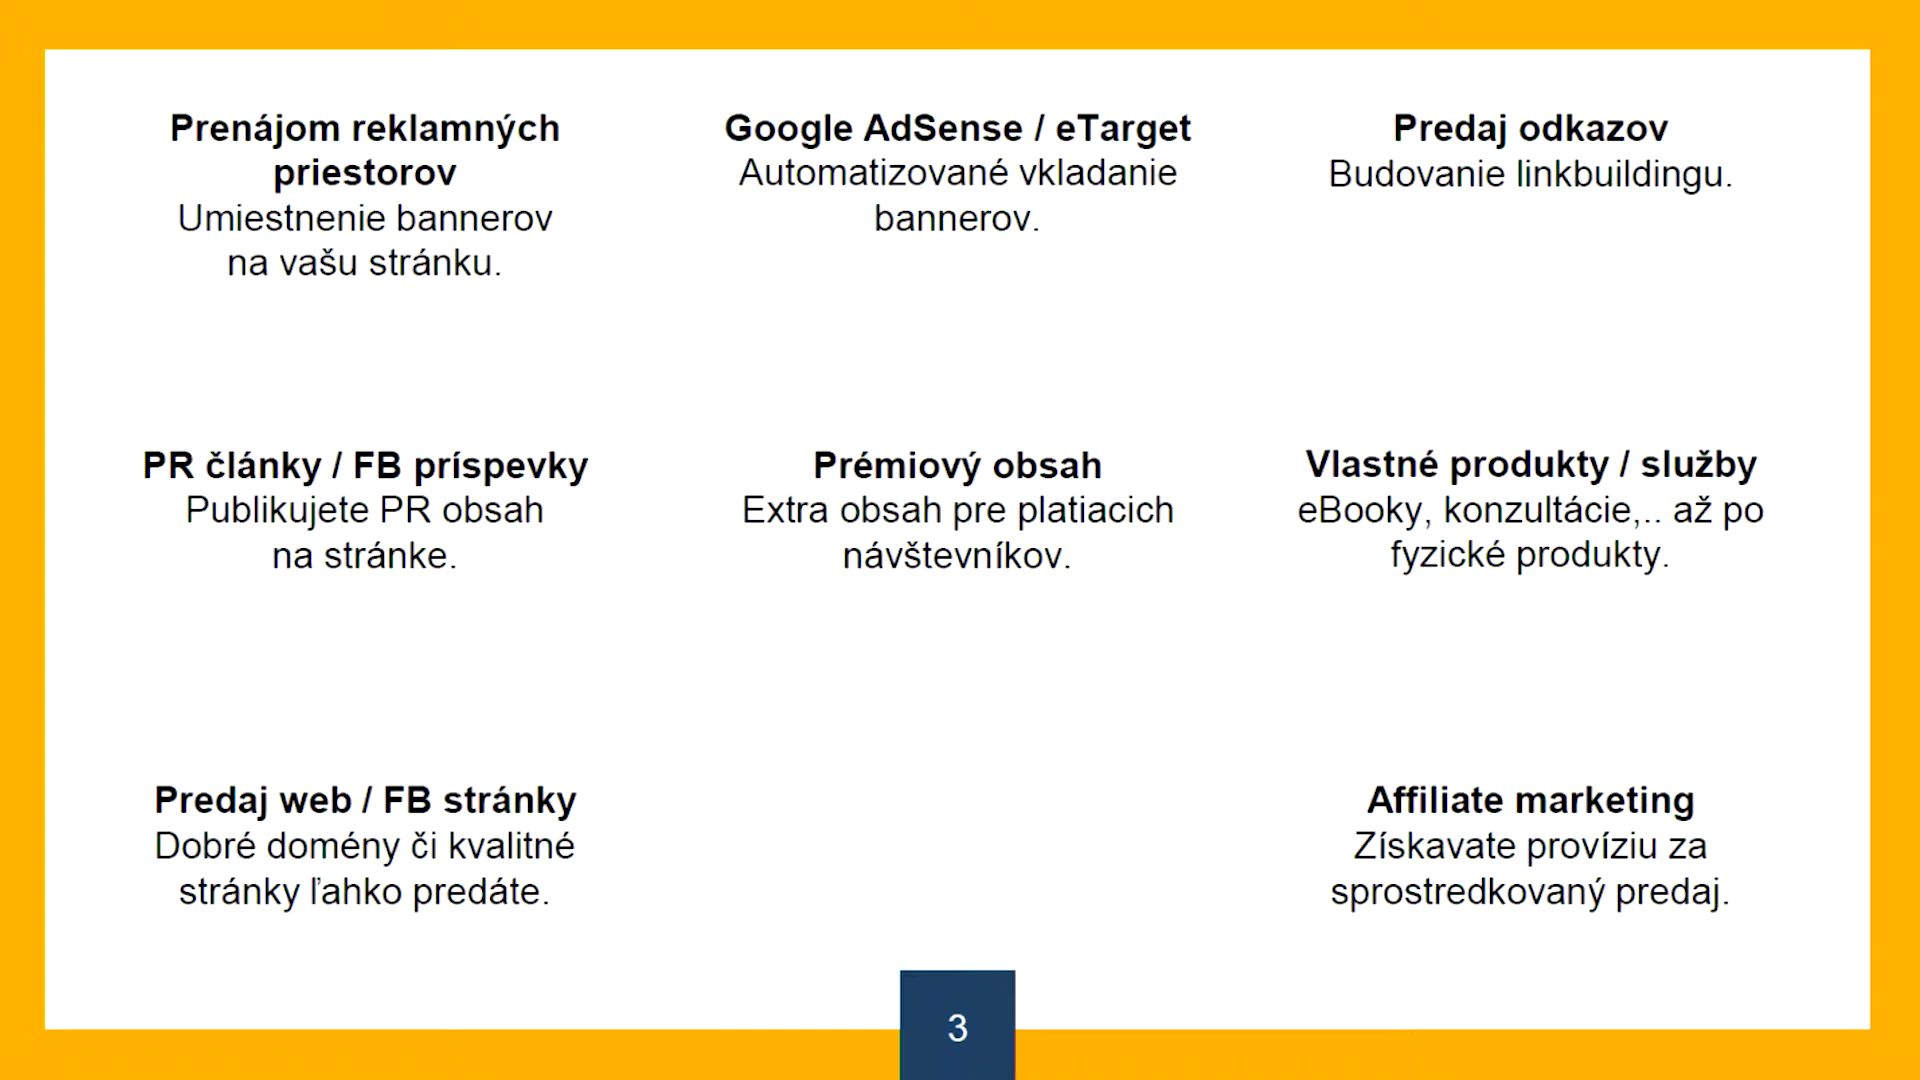 Prenájom reklamných
priestorov
Umiestnenie bannerov
na vašu stránku.
Google AdSense / eTarget
Automatizované vkladanie
bannerov.
Predaj odkazov
Budovanie linkbuildingu.
PR články / FB príspevky
Publikujete PR obsah
na stránke.
Prémiový obsah
Extra obsah pre platiacich
návštevníkov.
Vlastné produkty / služby
eBooky, konzultácie,.. až po
fyzické produkty.
Predaj web / FB stránky
Dobré domény či kvalitné
stránky ľahko predáte.
Affiliate marketing
Získavate províziu za
sprostredkovaný predaj.
3